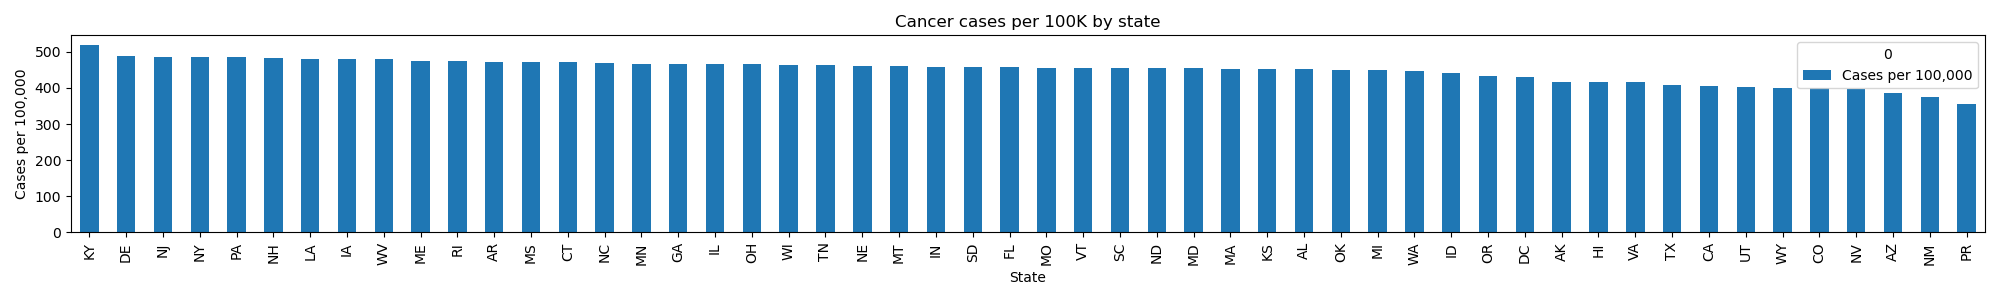 Cancer cases per 100K by state
0
Cases per 100,000
Cases per 100,000
500
400
300
200
100
0
KY DE NJ NY PA NH LA IA WV ME RI AR MS CT NC MN GA IL OH WI TN NE MT IN SD FL MO VT SC ND MD MA KS AL OK MI WA ID OR DC AK HI VA TX CA UT WY CO NV AZ NM PR
State